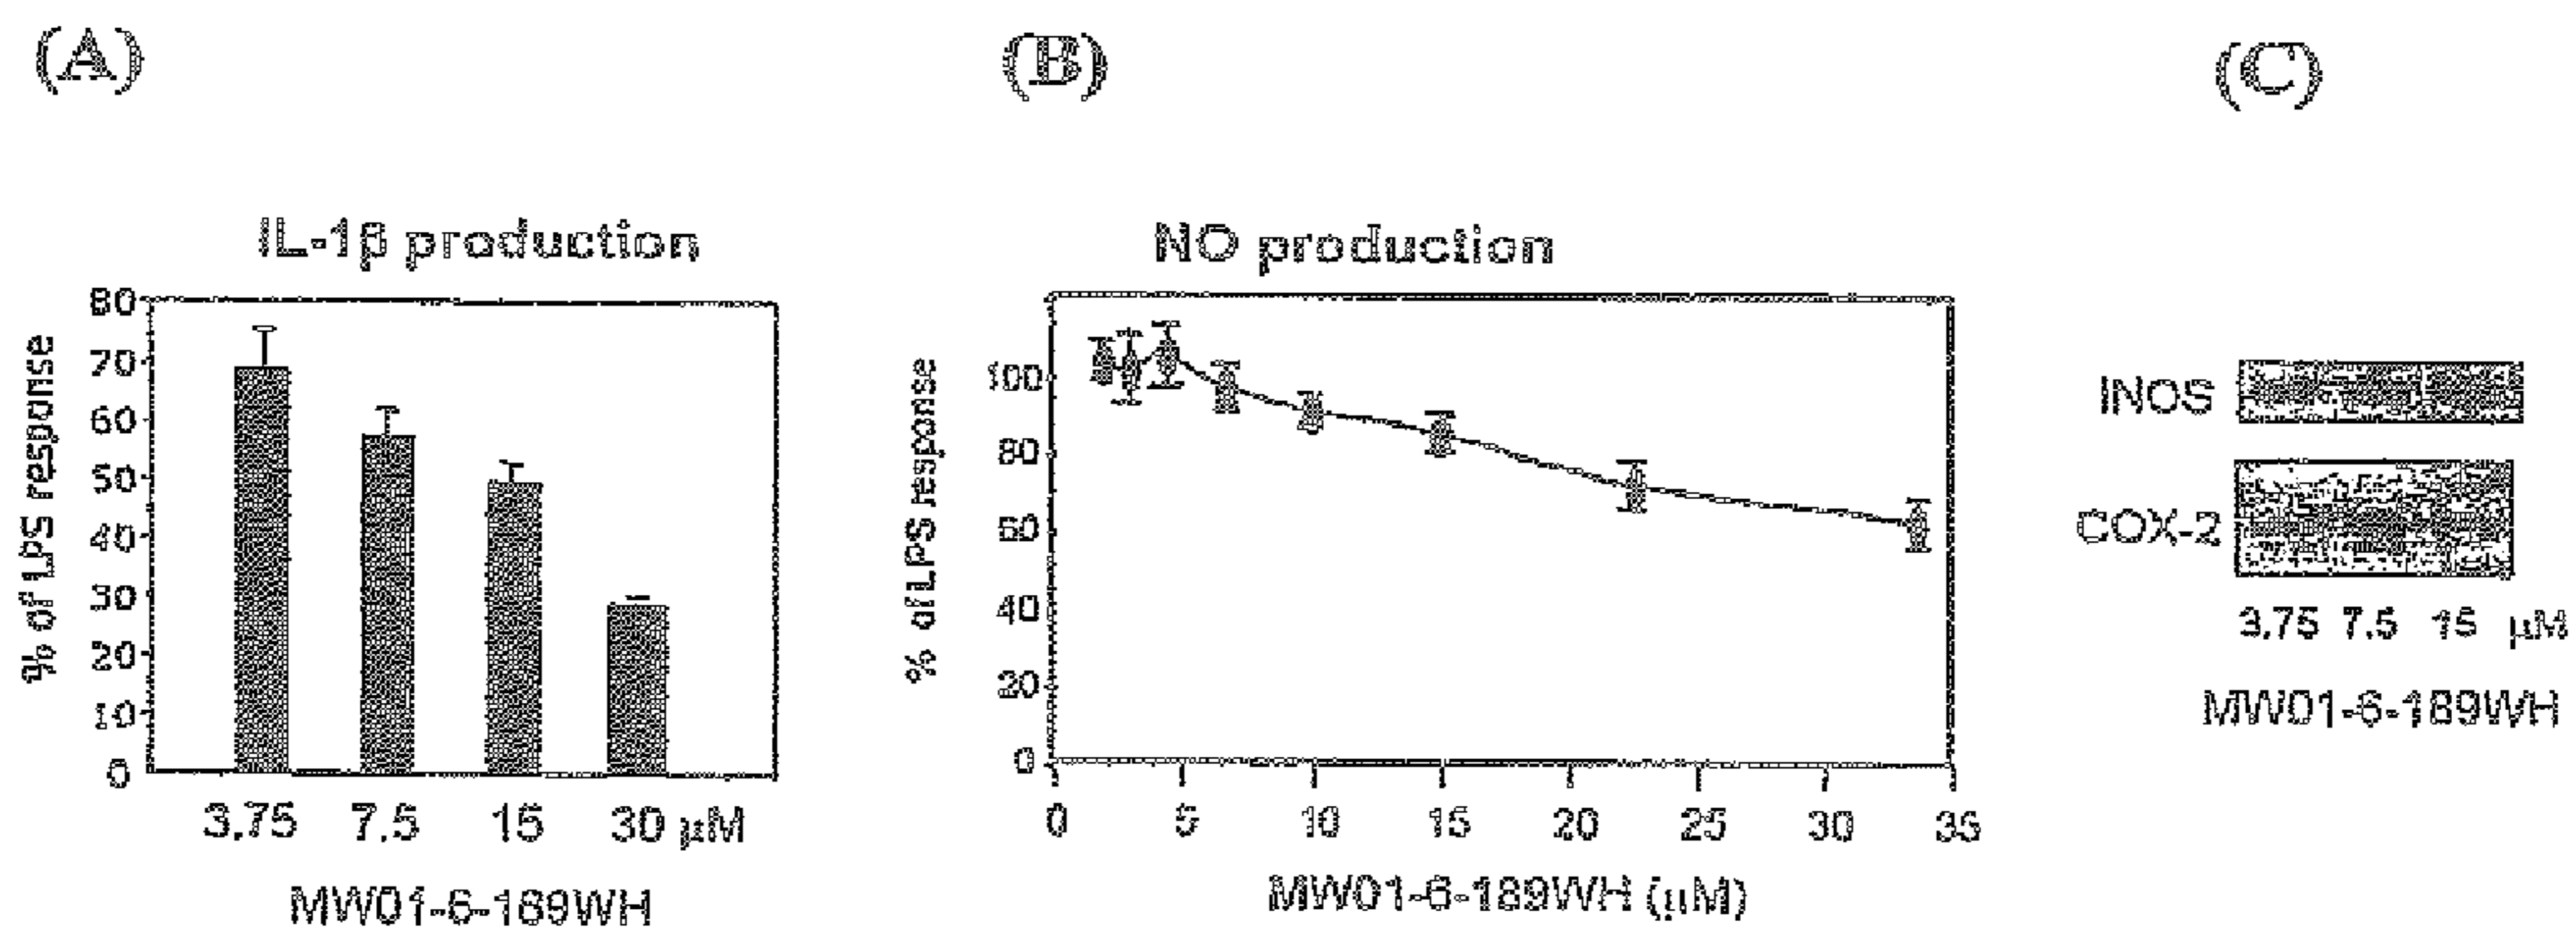 (A)
(B)
(C)
IL-1β production
80
70
60
50
40
30
20
10
0
% of LPS response
3.75 7.5 15 30 μM
MW01-6-189WH
NO production
100
80
60
40
20
0
% of LPS response
0 5 10 15 20 25 30 35
MW01-6-189WH (μM)
iNOS
COX-2
3.75 7.5 15 μM
MW01-6-189WH